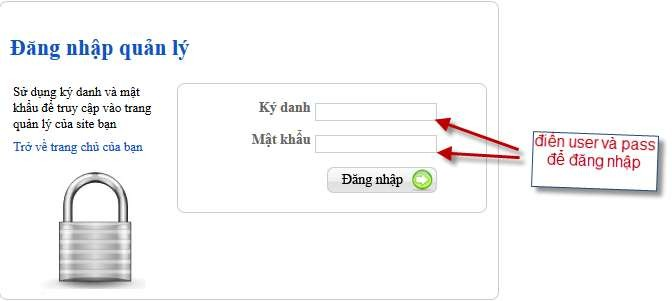 Đăng nhập quản lý
Sử dụng ký danh và mật
khẩu để truy cập vào trang
quản lý của site bạn
Trở về trang chủ của bạn
Ký danh
Mật khẩu
Đăng nhập
điền user và pass
để đăng nhập